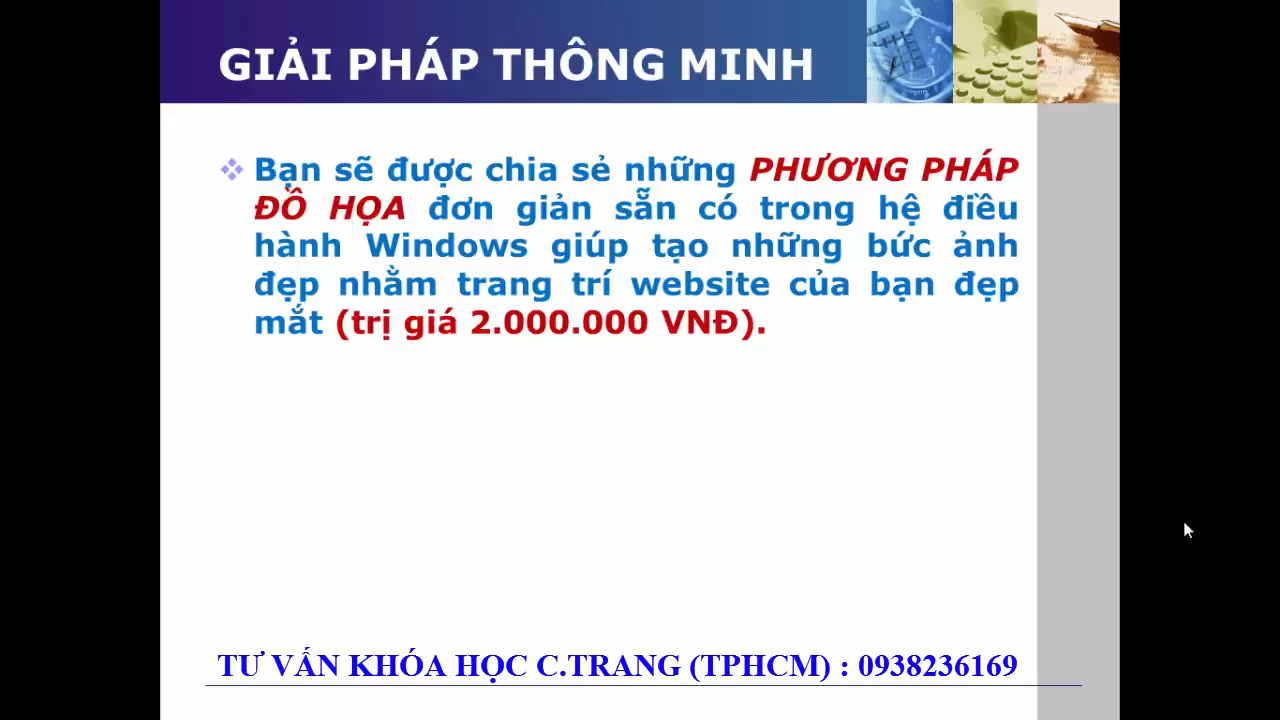 GIẢI PHÁP THÔNG MINH
Bạn sẽ được chia sẻ những PHƯƠNG PHÁP
ĐỒ HỌA đơn giản sẵn có trong hệ điều
hành Windows giúp tạo những bức ảnh
đẹp nhằm trang trí website của bạn đẹp
mắt (trị giá 2.000.000 VNĐ).
TƯ VẤN KHÓA HỌC C.TRANG (TPHCM) : 0938236169